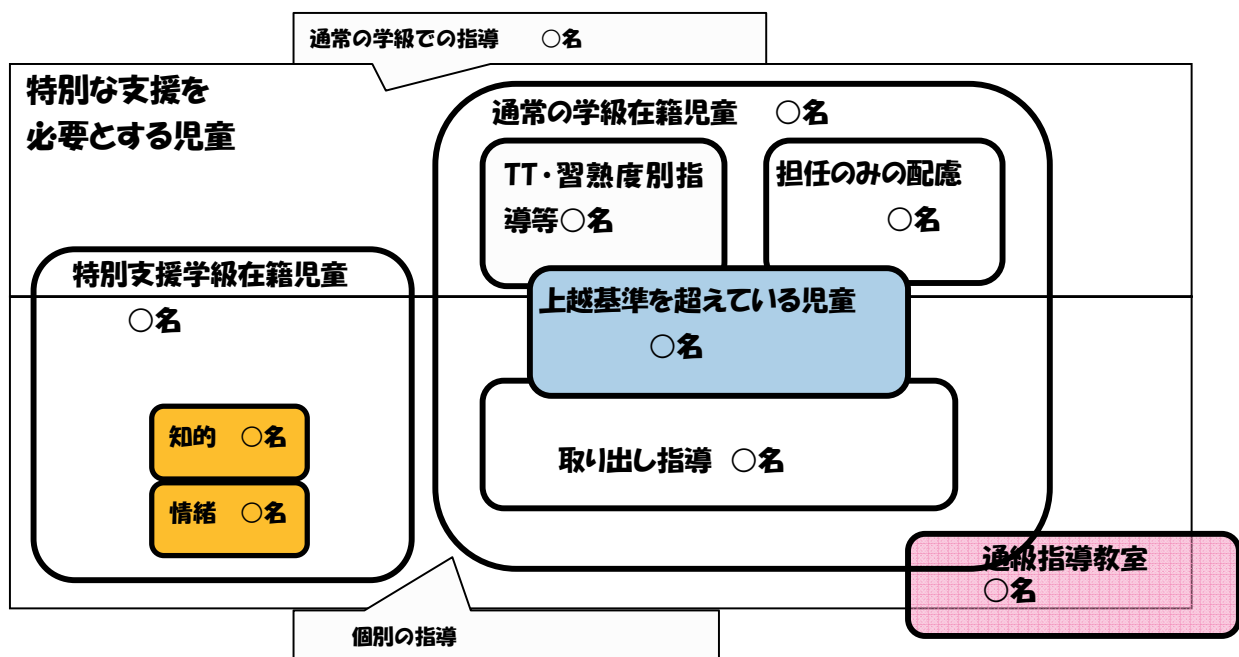 通常の学級での指導　○名
特別な支援を
必要とする児童
通常の学級在籍児童　○名
TT・習熟度別指
導等○名
担任のみの配慮
○名
特別支援学級在籍児童
○名
上越基準を超えている児童
○名
知的　○名
情緒　○名
取り出し指導　○名
通級指導教室
○名
個別の指導